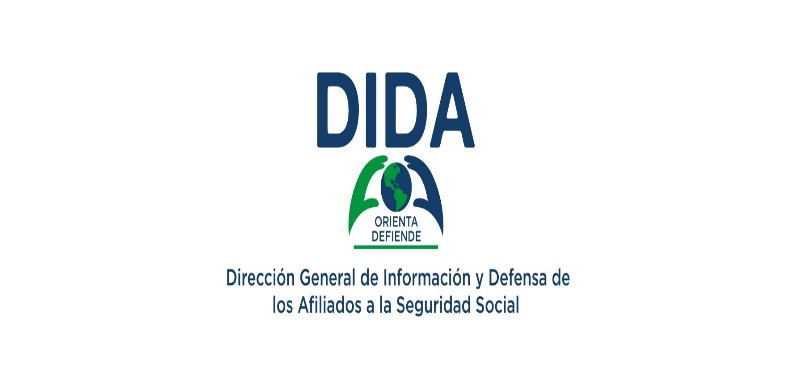 DIDA
ORIENTA
DEFIENDE
Dirección General de Información y Defensa de
los Afiliados a la Seguridad Social